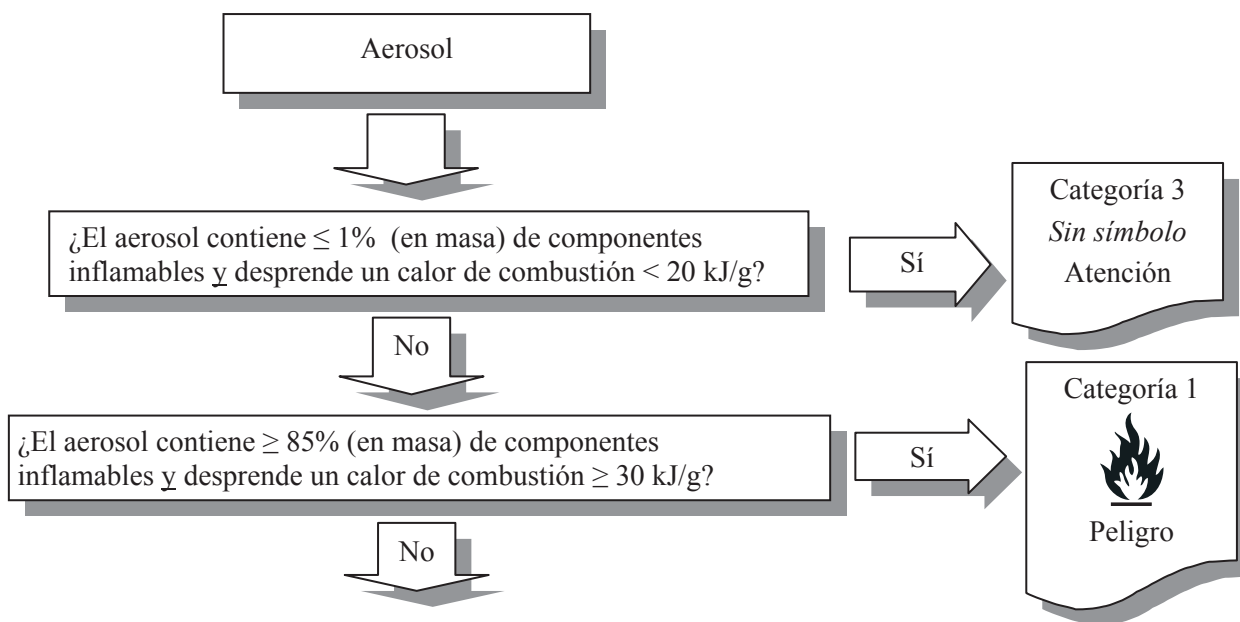 Aerosol
¿El aerosol contiene ≤ 1% (en masa) de componentes
inflamables y desprende un calor de combustión < 20 kJ/g?
Sí
Categoría 3
Sin símbolo
Atención
No
¿El aerosol contiene ≥ 85% (en masa) de componentes
inflamables y desprende un calor de combustión ≥ 30 kJ/g?
Sí
Categoría 1
Peligro
No